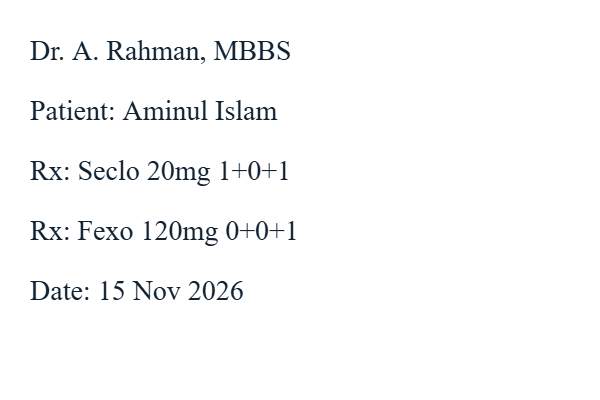 Dr. A. Rahman, MBBS
Patient: Aminul Islam
Rx: Seclo 20mg 1+0+1
Rx: Fexo 120mg 0+0+1
Date: 15 Nov 2026